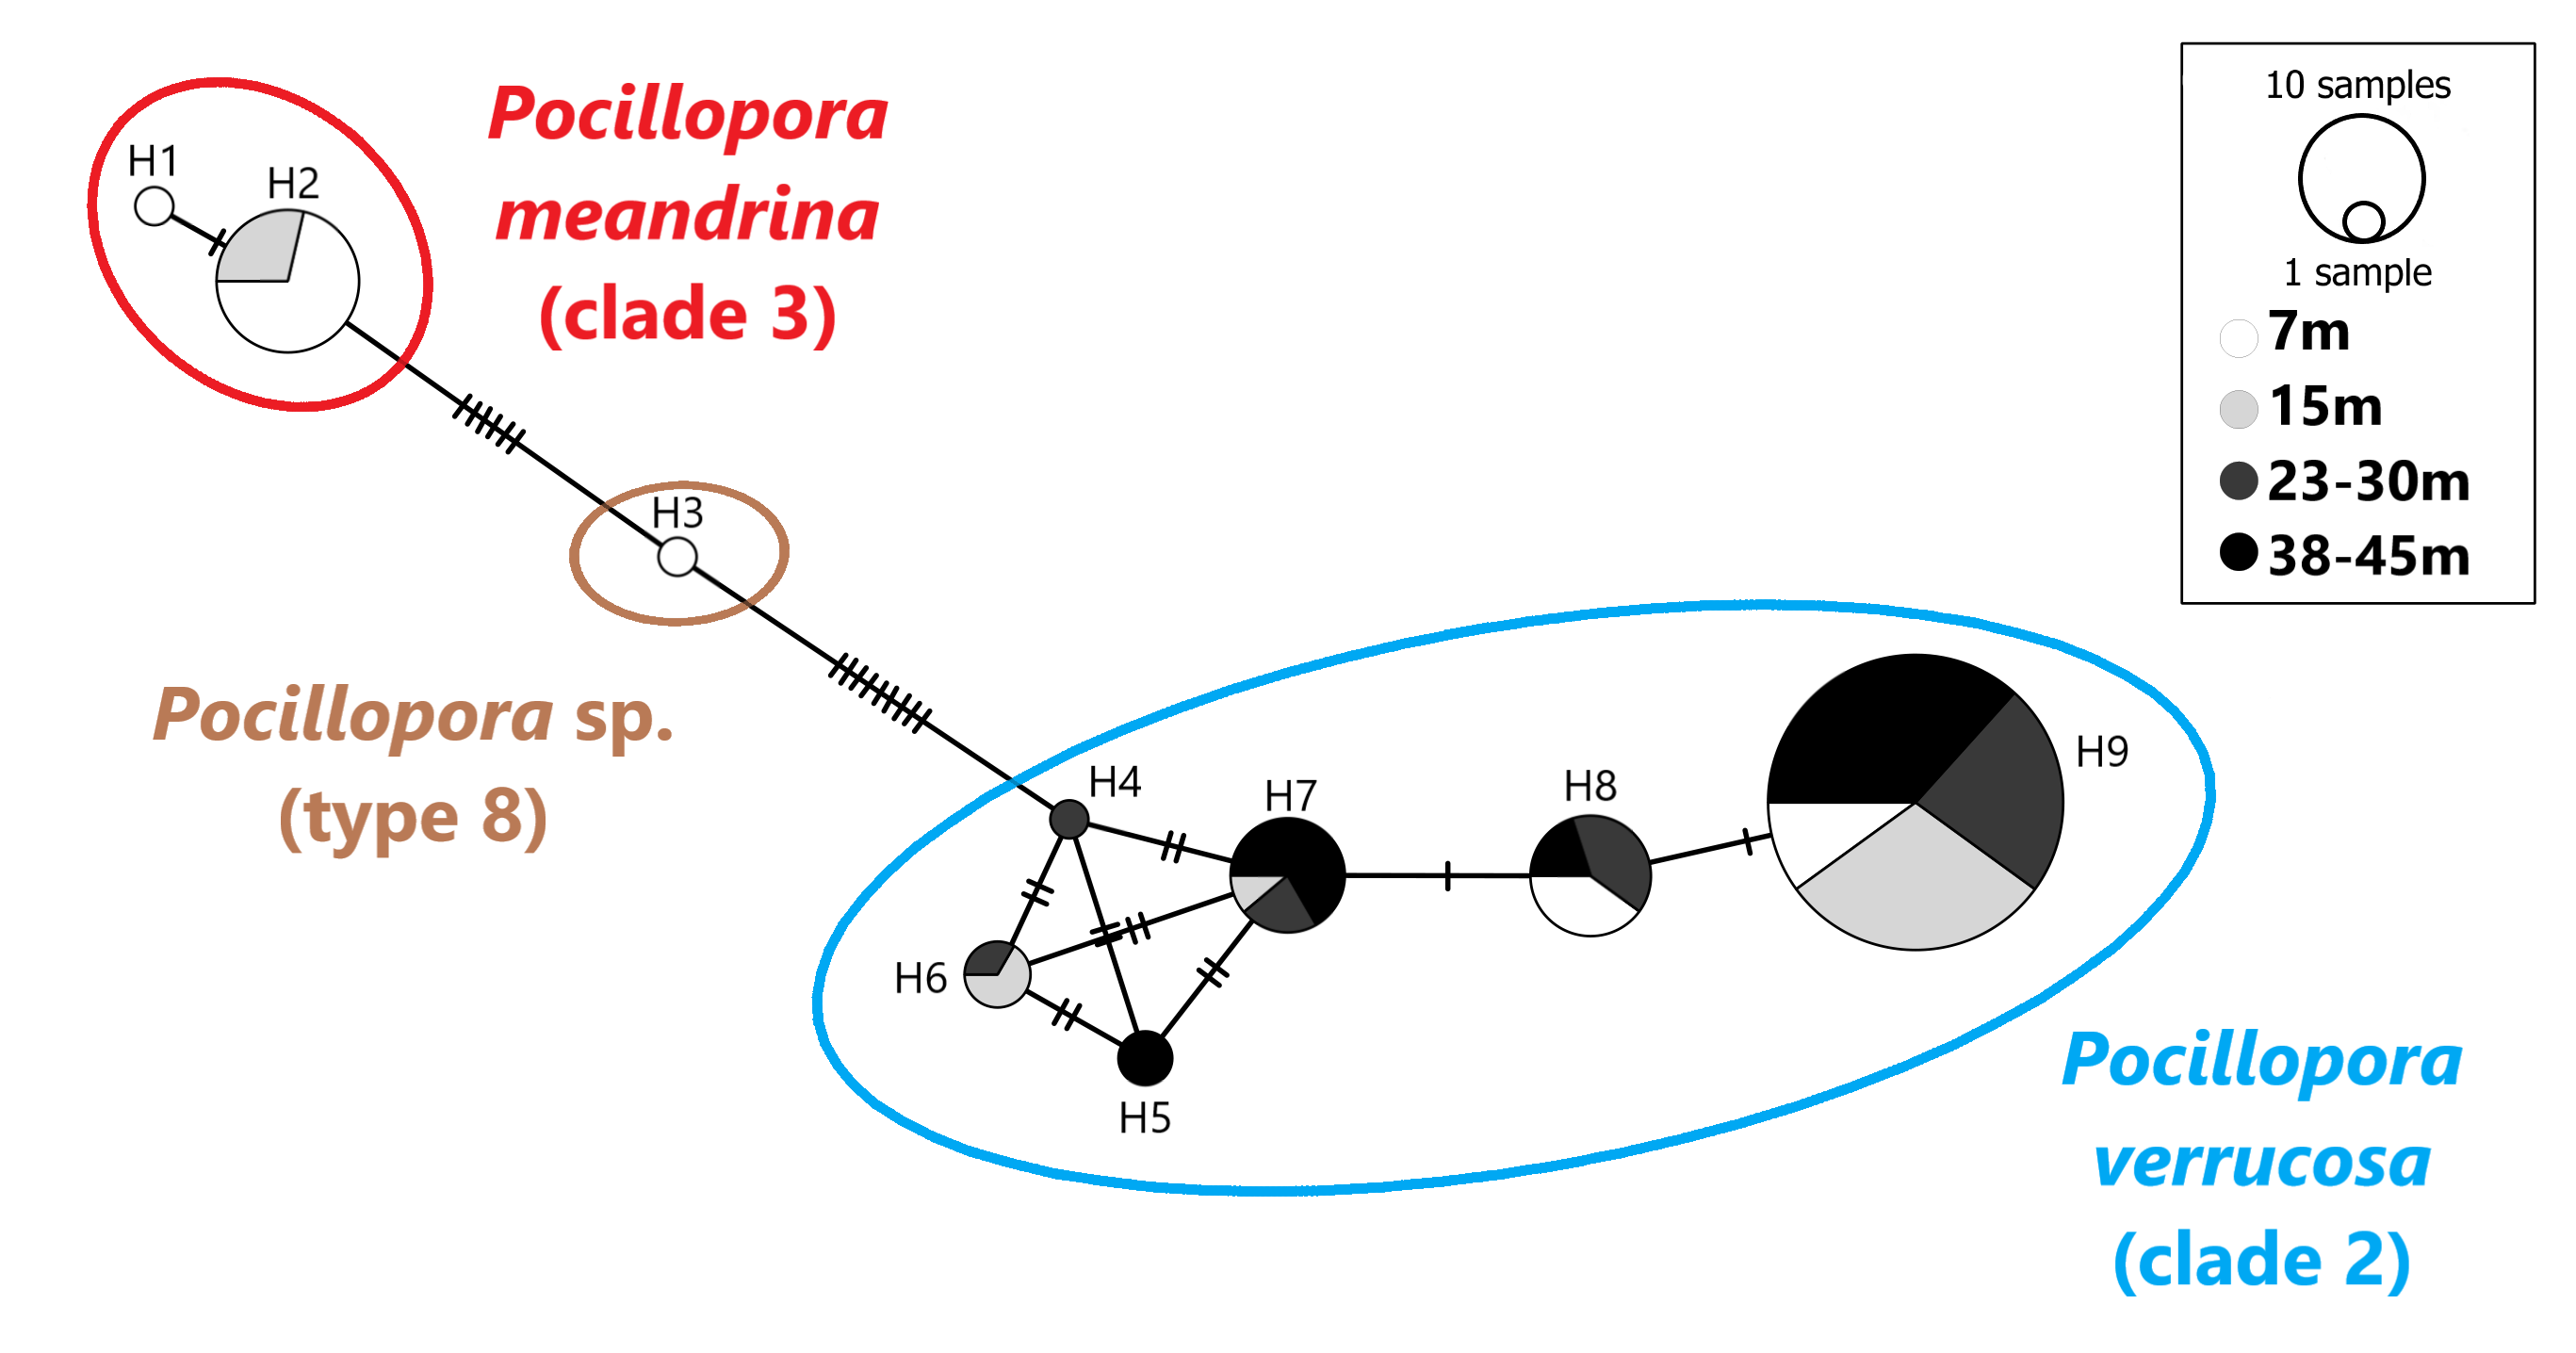 Pocillopora
meandrina
(clade 3)
H1
H2
H3
Pocillopora sp.
(type 8)
10 samples
1 sample
7m
15m
23-30m
38-45m
H4
H7
H8
H9
H6
H5
Pocillopora
verrucosa
(clade 2)